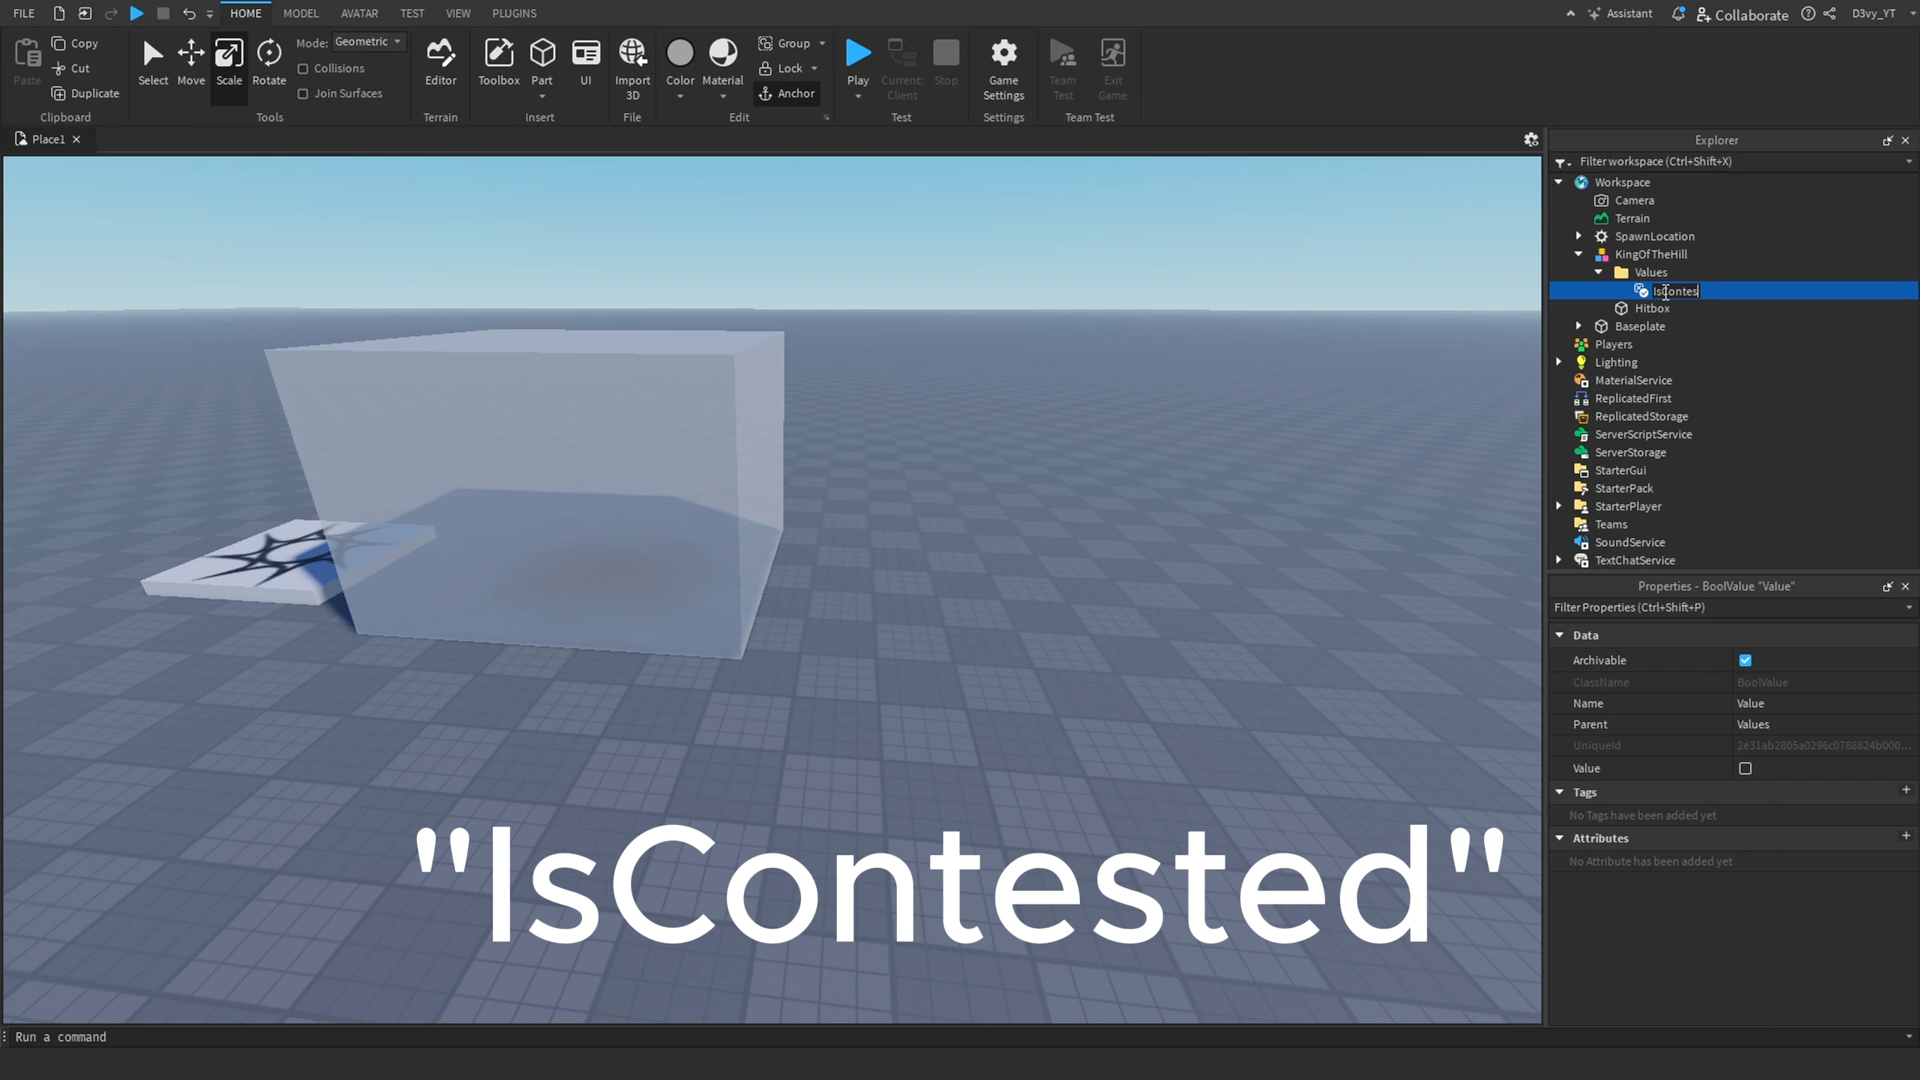 FILE HOME MODEL AVATAR TEST VIEW PLUGINS Assistant Collaborate D3vy_YT
Paste Copy Cut Duplicate
Clipboard
Select Move Scale Rotate Mode: Geometric
Collisions
Join Surfaces
Tools
Editor
Terrain
Toolbox Part UI
Insert
Import 3D
File
Color Material Group Lock Anchor
Edit
Play Current: Client Stop
Test
Game Settings
Settings
Team Test Exit Game
Team Test
Place1
Explorer
Filter workspace (Ctrl+Shift+X)
Workspace
Camera
Terrain
SpawnLocation
KingOfTheHill
Values
IsContes
Hitbox
Baseplate
Players
Lighting
MaterialService
ReplicatedFirst
ReplicatedStorage
ServerScriptService
ServerStorage
StarterGui
StarterPack
StarterPlayer
Teams
SoundService
TextChatService
Properties - BoolValue "Value"
Filter Properties (Ctrl+Shift+P)
Data
Archivable
ClassName BoolValue
Name Value
Parent Values
UniqueId 2e31ab2805a0296c0788624b000...
Value
Tags
No Tags have been added yet
Attributes
No Attribute has been added yet
"IsContested"
Run a command